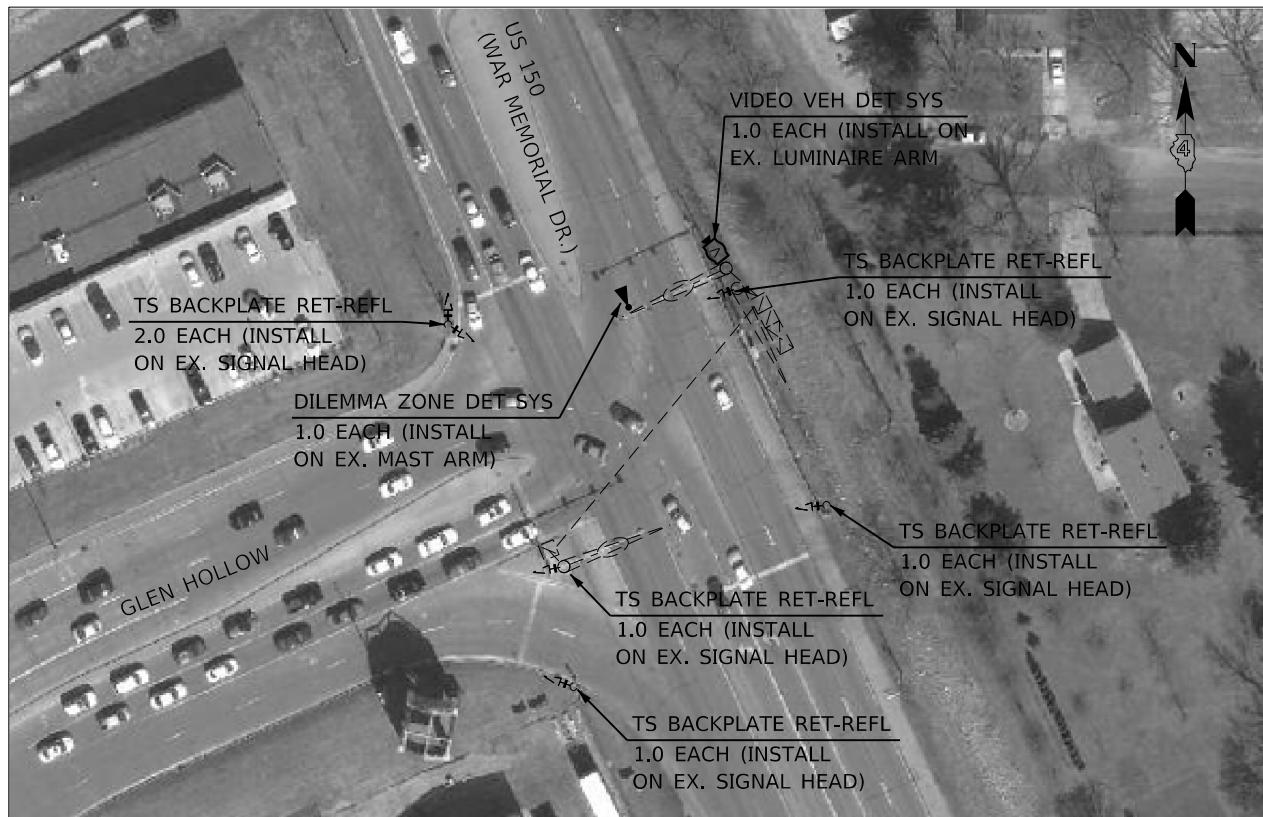 US 150
(WAR MEMORIAL DR.)
VIDEO VEH DET SYS
1.0 EACH (INSTALL ON
EX. LUMINAIRE ARM
N
4
TS BACKPLATE RET-REFL
1.0 EACH (INSTALL
ON EX. SIGNAL HEAD)
TS BACKPLATE RET-REFL
2.0 EACH (INSTALL
ON EX. SIGNAL HEAD)
DILEMMA ZONE DET SYS
1.0 EACH (INSTALL
ON EX. MAST ARM)
GLEN HOLLOW
TS BACKPLATE RET-REFL
1.0 EACH (INSTALL
ON EX. SIGNAL HEAD)
TS BACKPLATE RET-REFL
1.0 EACH (INSTALL
ON EX. SIGNAL HEAD)
TS BACKPLATE RET-REFL
1.0 EACH (INSTALL
ON EX. SIGNAL HEAD)